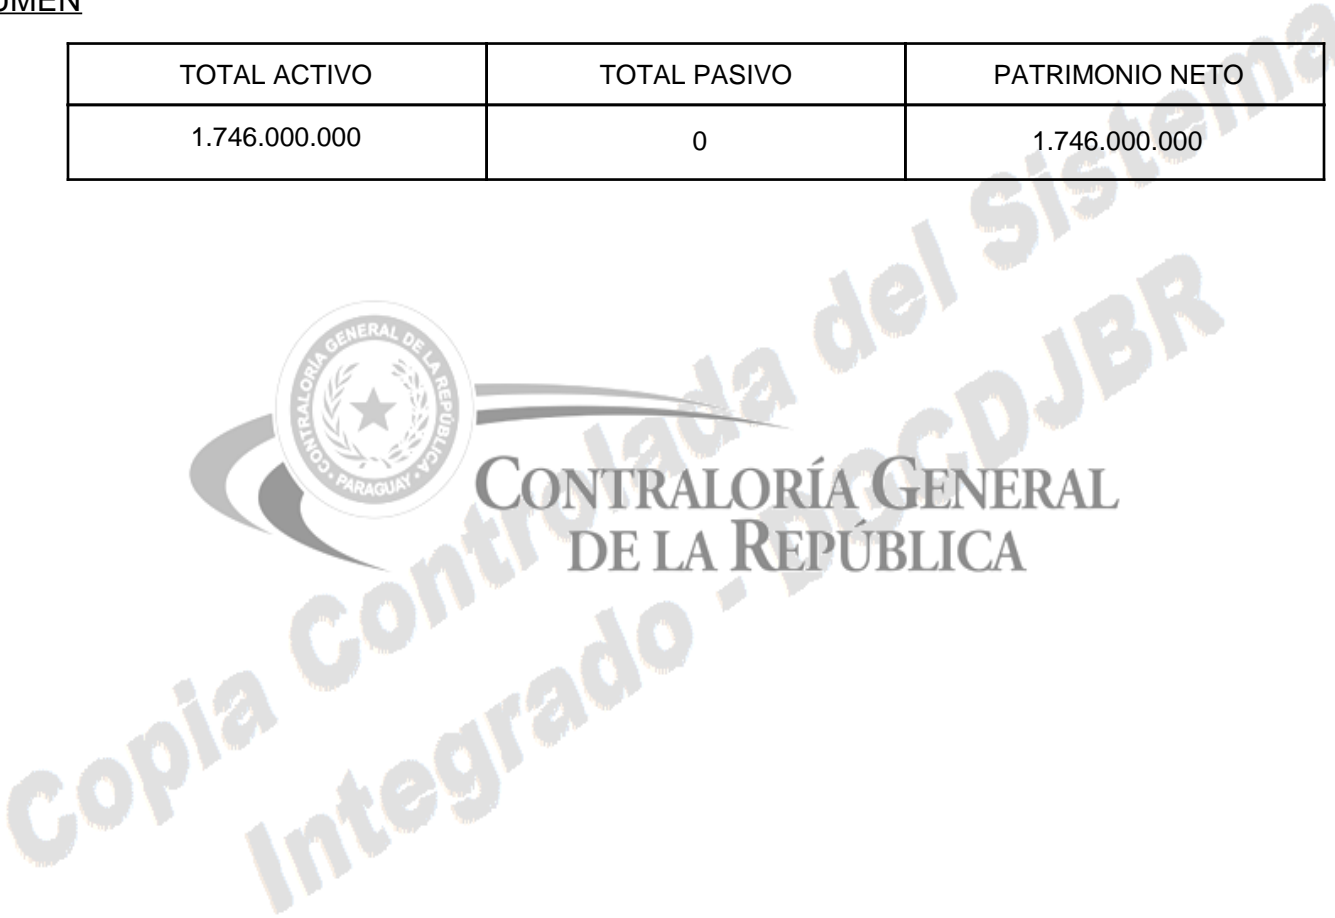 UMEN
TOTAL ACTIVO TOTAL PASIVO PATRIMONIO NETO
1.746.000.000 0 1.746.000.000
CONTRALORÍA GENERAL DE LA REPÚBLICA
PARAGUAY
CONTRALORÍA GENERAL
DE LA REPÚBLICA
Copia Controlada del Sistema
Integrado - DGCDJBR